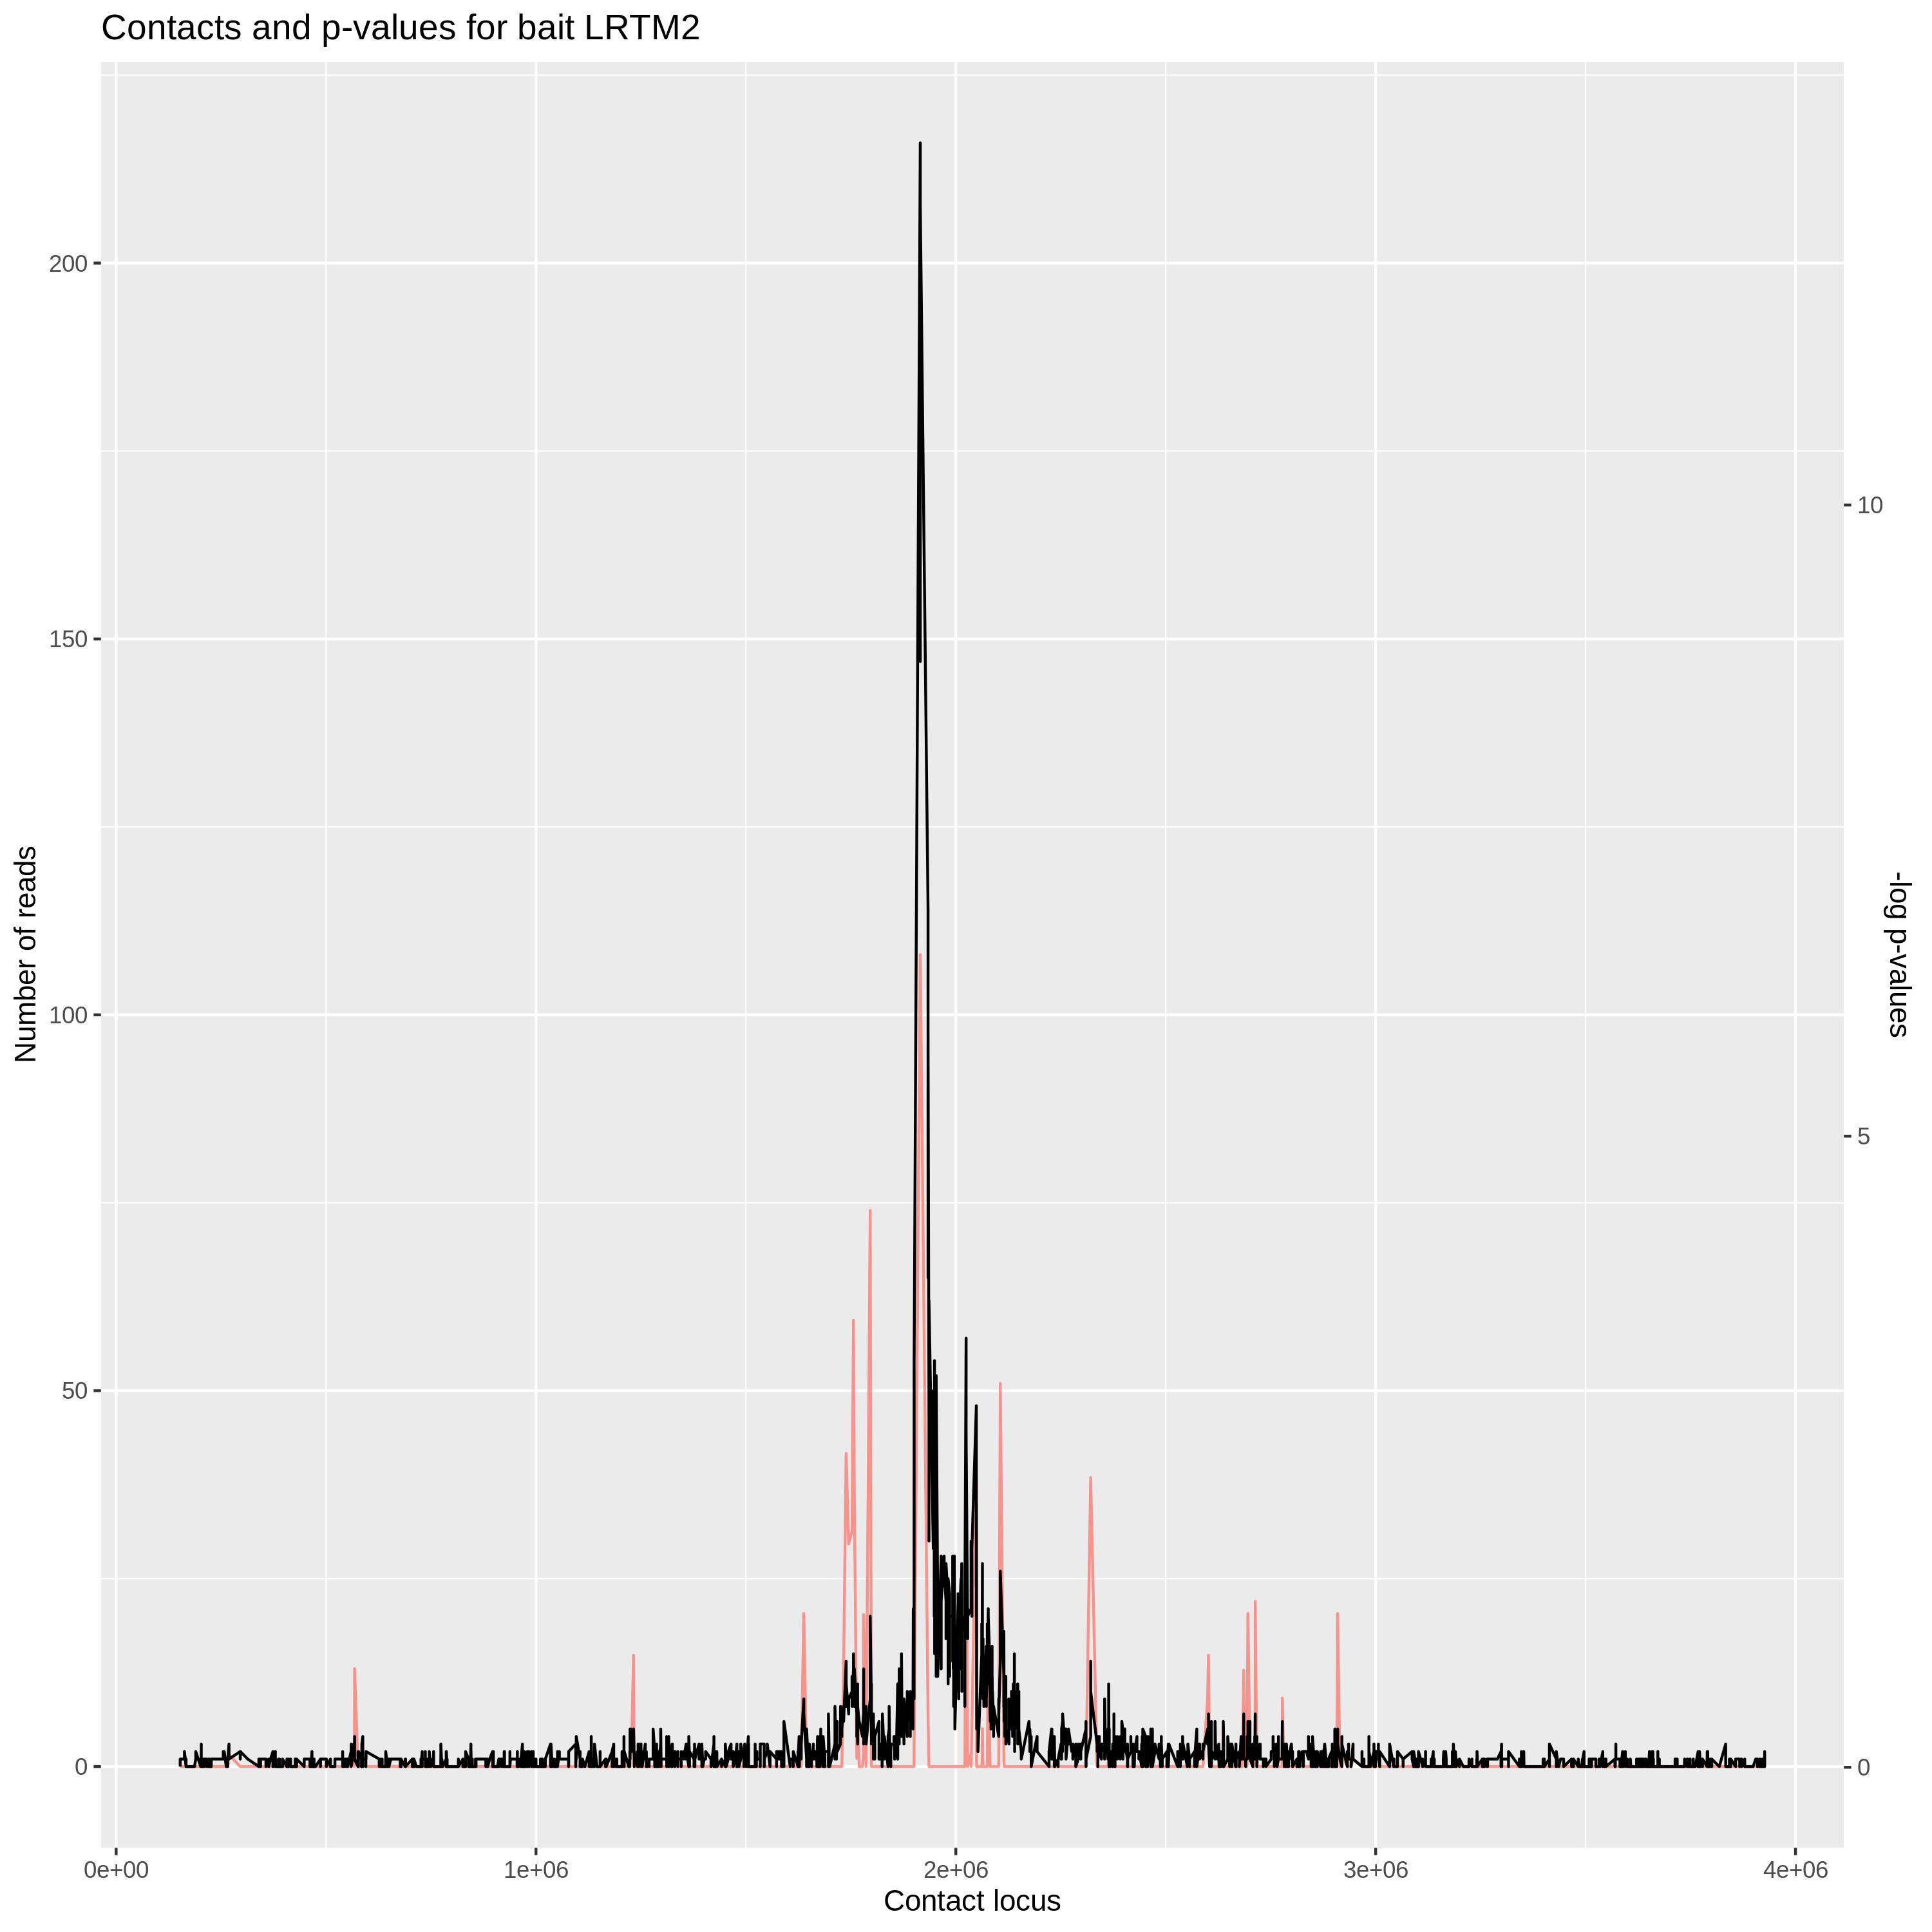 Contacts and p-values for bait LRTM2
Number of reads
200
150
100
50
0
10
5
0
-log p-values
0e+00
1e+06
2e+06
3e+06
4e+06
Contact locus